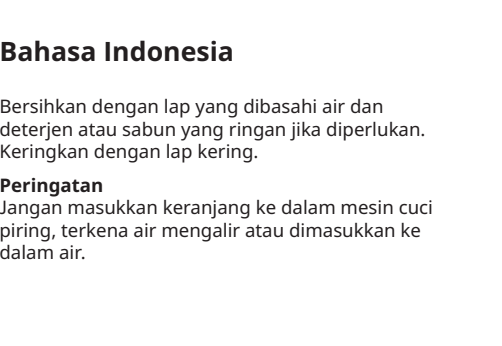 Bahasa Indonesia
Bersihkan dengan lap yang dibasahi air dan
deterjen atau sabun yang ringan jika diperlukan.
Keringkan dengan lap kering.
Peringatan
Jangan masukkan keranjang ke dalam mesin cuci
piring, terkena air mengalir atau dimasukkan ke
dalam air.